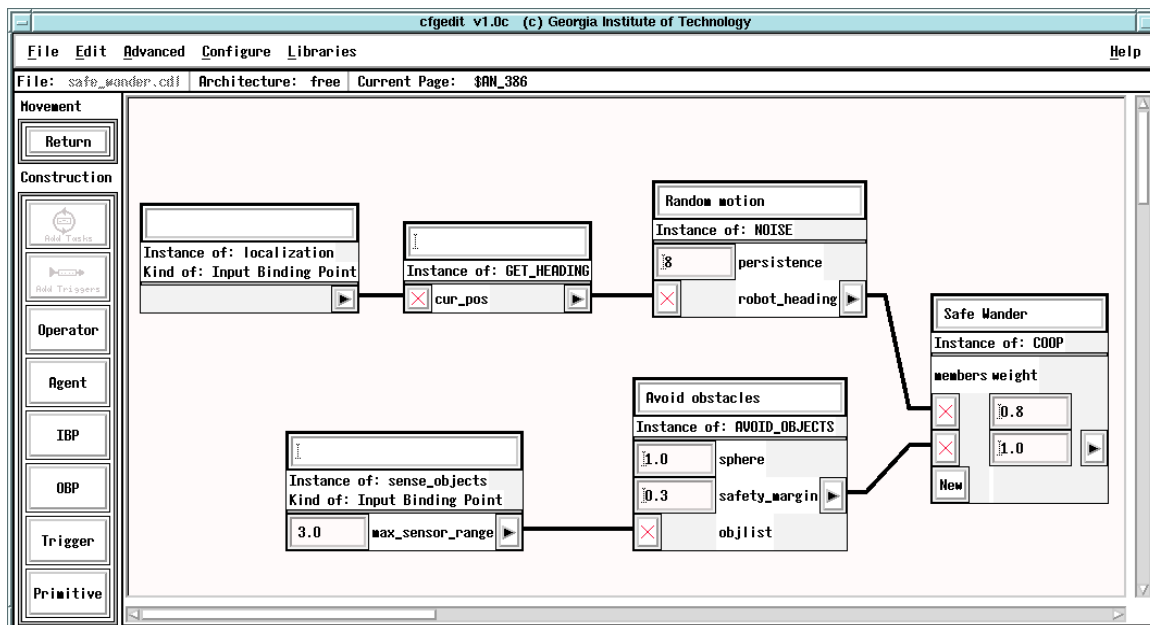 cfgedit v1.0c (c) Georgia Institute of Technology
File Edit Advanced Configure Libraries Help
File: safe_wander.cdl Architecture: free Current Page: $AN_386
Movement
Return
Construction
Add Tasks
Add Triggers
Operator
Agent
IBP
OBP
Trigger
Primitive
Instance of: localization
Kind of: Input Binding Point
Instance of: GET_HEADING
cur_pos
Random motion
Instance of: NOISE
8 persistence
robot_heading
Safe Wander
Instance of: COOP
members weight
0.8
1.0
New
Avoid obstacles
Instance of: AVOID_OBJECTS
1.0 sphere
0.3 safety_margin
objlist
Instance of: sense_objects
Kind of: Input Binding Point
3.0 max_sensor_range